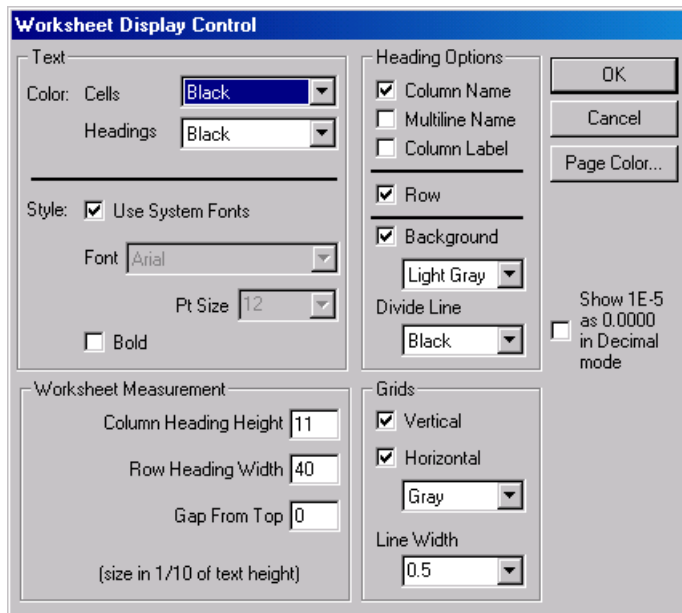 Worksheet Display Control
Text
Color: Cells Black
Headings Black
Style: Use System Fonts
Font Arial
Pt Size 12
Bold
Heading Options
Column Name
Multiline Name
Column Label
Row
Background
Light Gray
Divide Line
Black
OK
Cancel
Page Color...
Show 1E-5
as 0.0000
in Decimal
mode
Worksheet Measurement
Column Heading Height 11
Row Heading Width 40
Gap From Top 0
(size in 1/10 of text height)
Grids
Vertical
Horizontal
Gray
Line Width
0.5